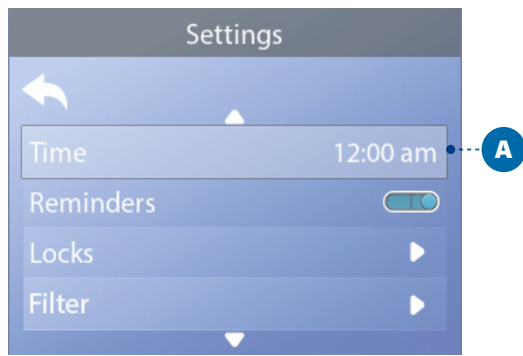 Settings
Time 12:00 am A
Reminders
Locks
Filter